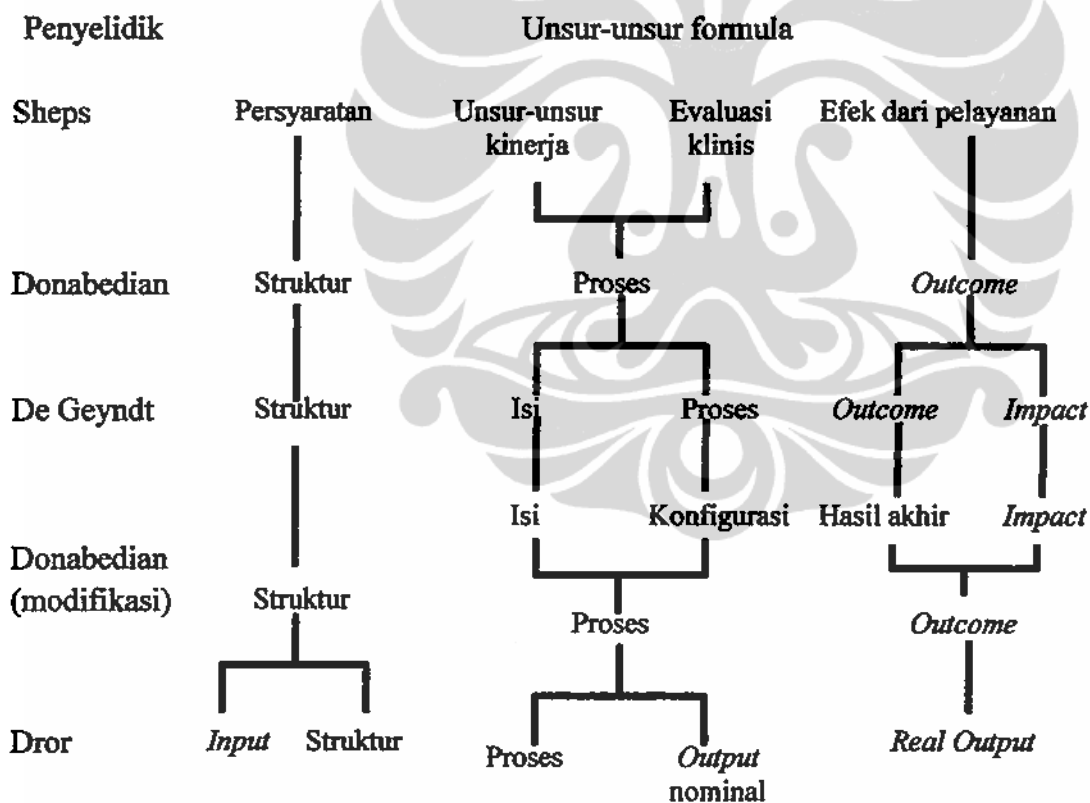 Penyelidik Unsur-unsur formula
Sheps Persyaratan Unsur-unsur kinerja Evaluasi klinis Efek dari pelayanan
Donabedian Struktur Proses Outcome
De Geyndt Struktur Isi Proses Outcome Impact
Isi Konfigurasi Hasil akhir Impact
Donabedian (modifikasi) Struktur
Proses Outcome
Dror Input Struktur Proses Output nominal Real Output